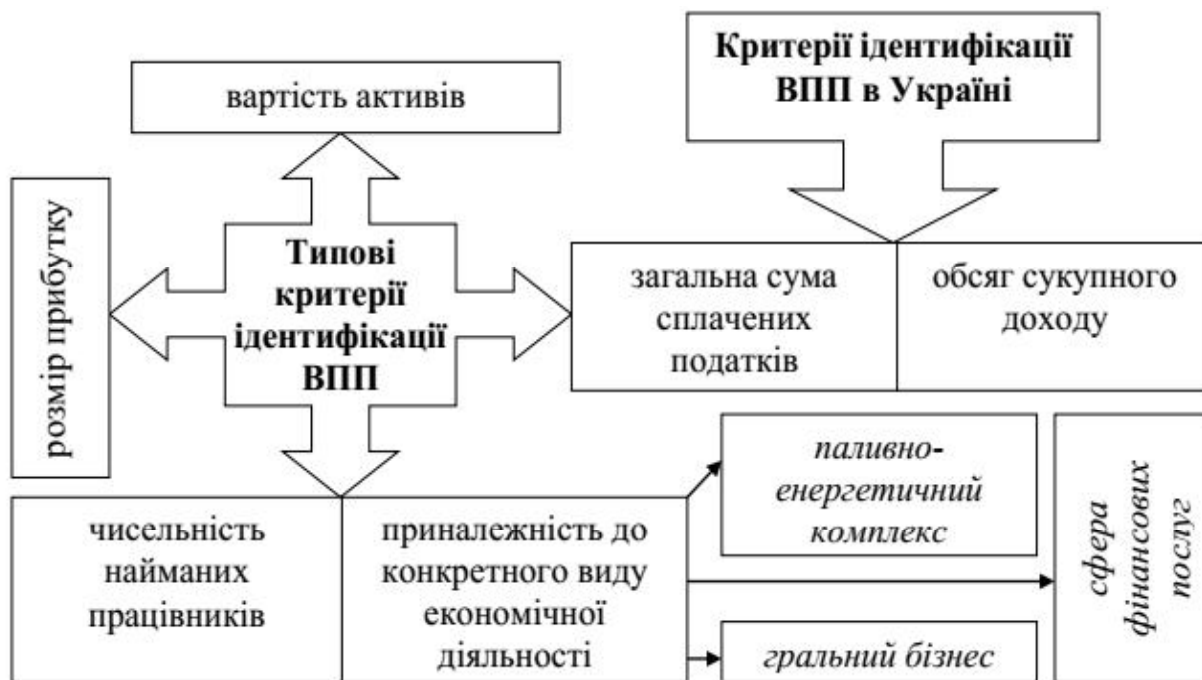 Критерії ідентифікації
ВПП в Україні
вартість активів
розмір прибутку
Типові
критерії
ідентифікації
ВПП
загальна сума
сплачених
податків
обсяг сукупного
доходу
чисельність
найманих
працівників
приналежність до
конкретного виду
економічної
діяльності
паливно-
енергетичний
комплекс
гральний бізнес
сфера
фінансових
послуг